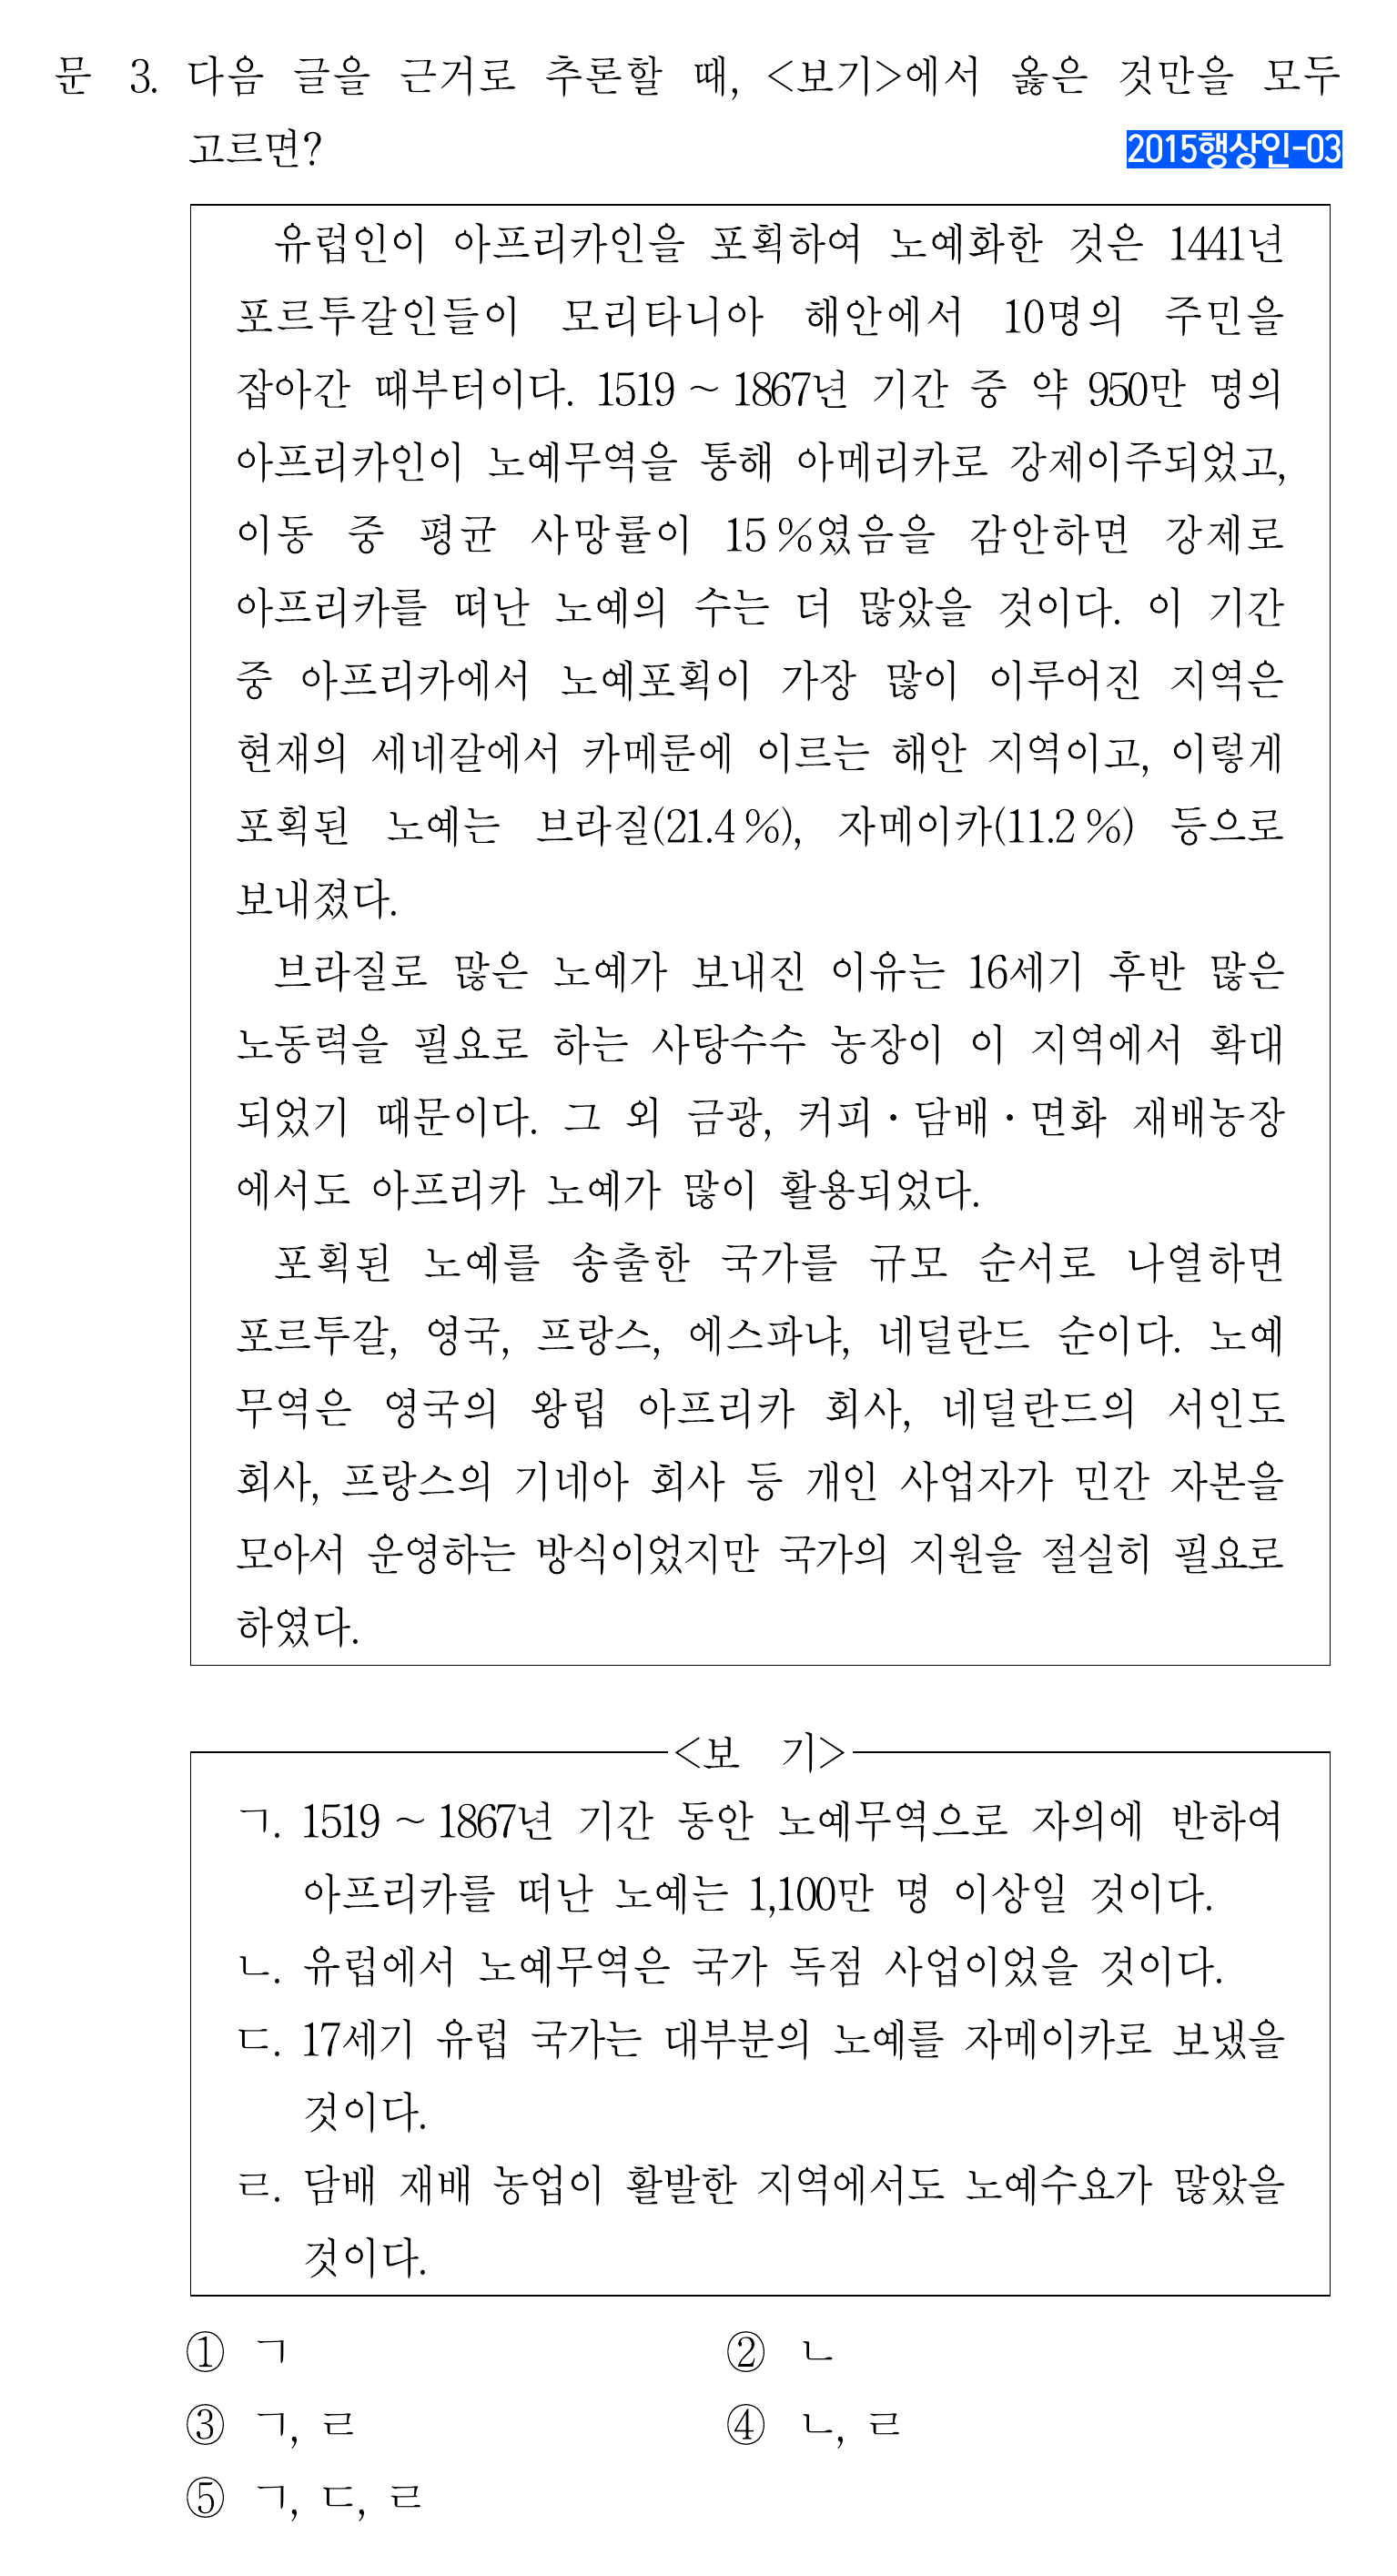 문 3. 다음 글을 근거로 추론할 때, <보기>에서 옳은 것만을 모두
고르면?
2015행상인-03
유럽인이 아프리카인을 포획하여 노예화한 것은 1441년
포르투갈인들이 모리타니아 해안에서 10명의 주민을
잡아간 때부터이다. 1519 ~ 1867년 기간 중 약 950만 명의
아프리카인이 노예무역을 통해 아메리카로 강제이주되었고,
이동 중 평균 사망률이 15 %였음을 감안하면 강제로
아프리카를 떠난 노예의 수는 더 많았을 것이다. 이 기간
중 아프리카에서 노예포획이 가장 많이 이루어진 지역은
현재의 세네갈에서 카메룬에 이르는 해안 지역이고, 이렇게
포획된 노예는 브라질(21.4 %), 자메이카(11.2 %) 등으로
보내졌다.
브라질로 많은 노예가 보내진 이유는 16세기 후반 많은
노동력을 필요로 하는 사탕수수 농장이 이 지역에서 확대
되었기 때문이다. 그 외 금광, 커피·담배·면화 재배농장
에서도 아프리카 노예가 많이 활용되었다.
포획된 노예를 송출한 국가를 규모 순서로 나열하면
포르투갈, 영국, 프랑스, 에스파냐, 네덜란드 순이다. 노예
무역은 영국의 왕립 아프리카 회사, 네덜란드의 서인도
회사, 프랑스의 기네아 회사 등 개인 사업자가 민간 자본을
모아서 운영하는 방식이었지만 국가의 지원을 절실히 필요로
하였다.
<보 기>
ㄱ. 1519 ~ 1867년 기간 동안 노예무역으로 자의에 반하여
아프리카를 떠난 노예는 1,100만 명 이상일 것이다.
ㄴ. 유럽에서 노예무역은 국가 독점 사업이었을 것이다.
ㄷ. 17세기 유럽 국가는 대부분의 노예를 자메이카로 보냈을
것이다.
ㄹ. 담배 재배 농업이 활발한 지역에서도 노예수요가 많았을
것이다.
① ㄱ ② ㄴ
③ ㄱ, ㄹ ④ ㄴ, ㄹ
⑤ ㄱ, ㄷ, ㄹ